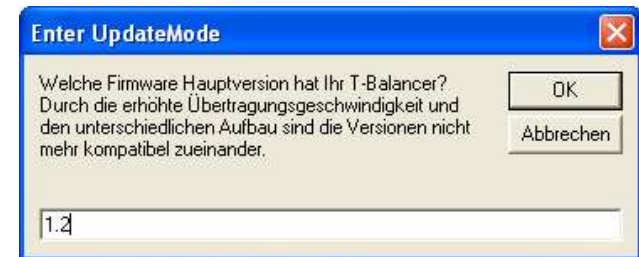 Enter UpdateMode
Welche Firmware Hauptversion hat Ihr T-Balancer?
Durch die erhöhte Übertragungsgeschwindigkeit und
den unterschiedlichen Aufbau sind die Versionen nicht
mehr kompatibel zueinander.
OK
Abbrechen
1.2